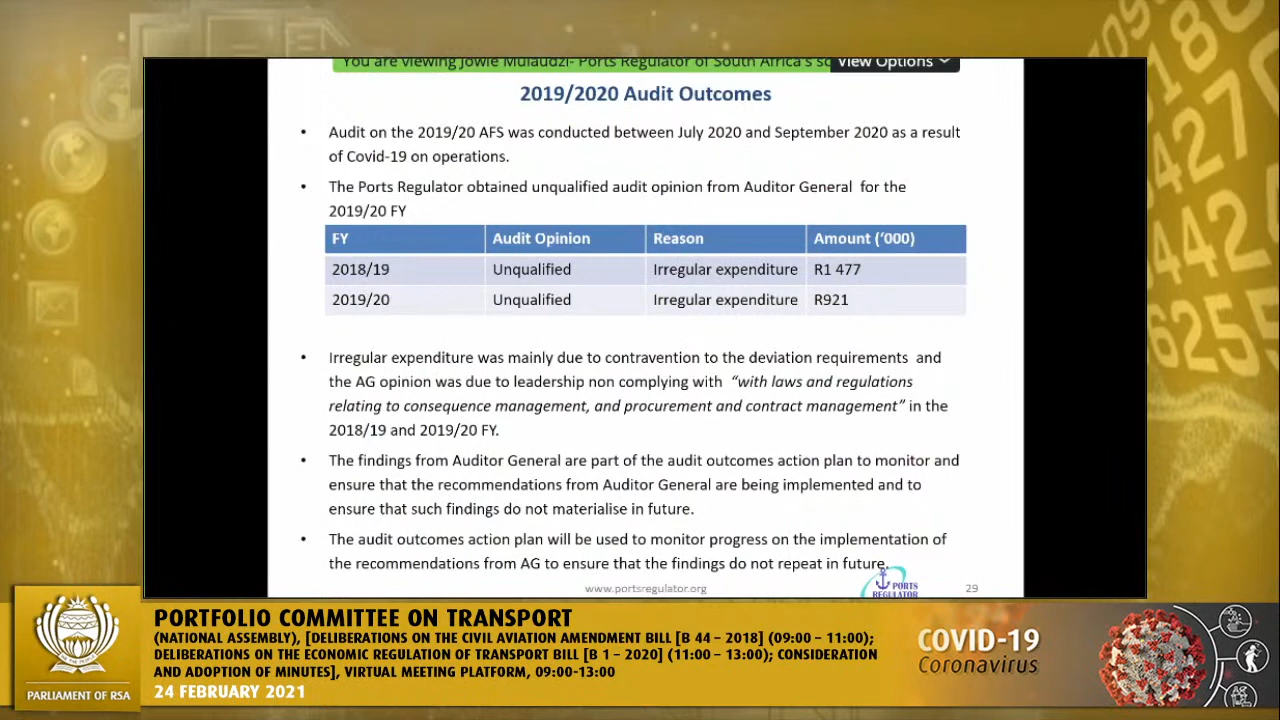 You are viewing Jowie Mulaudzi- Ports Regulator of South Africa's sc
View Options
2019/2020 Audit Outcomes
• Audit on the 2019/20 AFS was conducted between July 2020 and September 2020 as a result
of Covid-19 on operations.
• The Ports Regulator obtained unqualified audit opinion from Auditor General for the
2019/20 FY
FY Audit Opinion Reason Amount ('000)
2018/19 Unqualified Irregular expenditure R1 477
2019/20 Unqualified Irregular expenditure R921
• Irregular expenditure was mainly due to contravention to the deviation requirements and
the AG opinion was due to leadership non complying with “with laws and regulations
relating to consequence management, and procurement and contract management” in the
2018/19 and 2019/20 FY.
• The findings from Auditor General are part of the audit outcomes action plan to monitor and
ensure that the recommendations from Auditor General are being implemented and to
ensure that such findings do not materialise in future.
• The audit outcomes action plan will be used to monitor progress on the implementation of
the recommendations from AG to ensure that the findings do not repeat in future.
www.portsregulator.org
PORTS
REGULATOR
29
PORTFOLIO COMMITTEE ON TRANSPORT
(NATIONAL ASSEMBLY), [DELIBERATIONS ON THE CIVIL AVIATION AMENDMENT BILL [B 44 – 2018] (09:00 – 11:00);
DELIBERATIONS ON THE ECONOMIC REGULATION OF TRANSPORT BILL [B 1 – 2020] (11:00 – 13:00); CONSIDERATION
AND ADOPTION OF MINUTES], VIRTUAL MEETING PLATFORM, 09:00-13:00
24 FEBRUARY 2021
PARLIAMENT OF RSA
COVID-19
Coronavirus